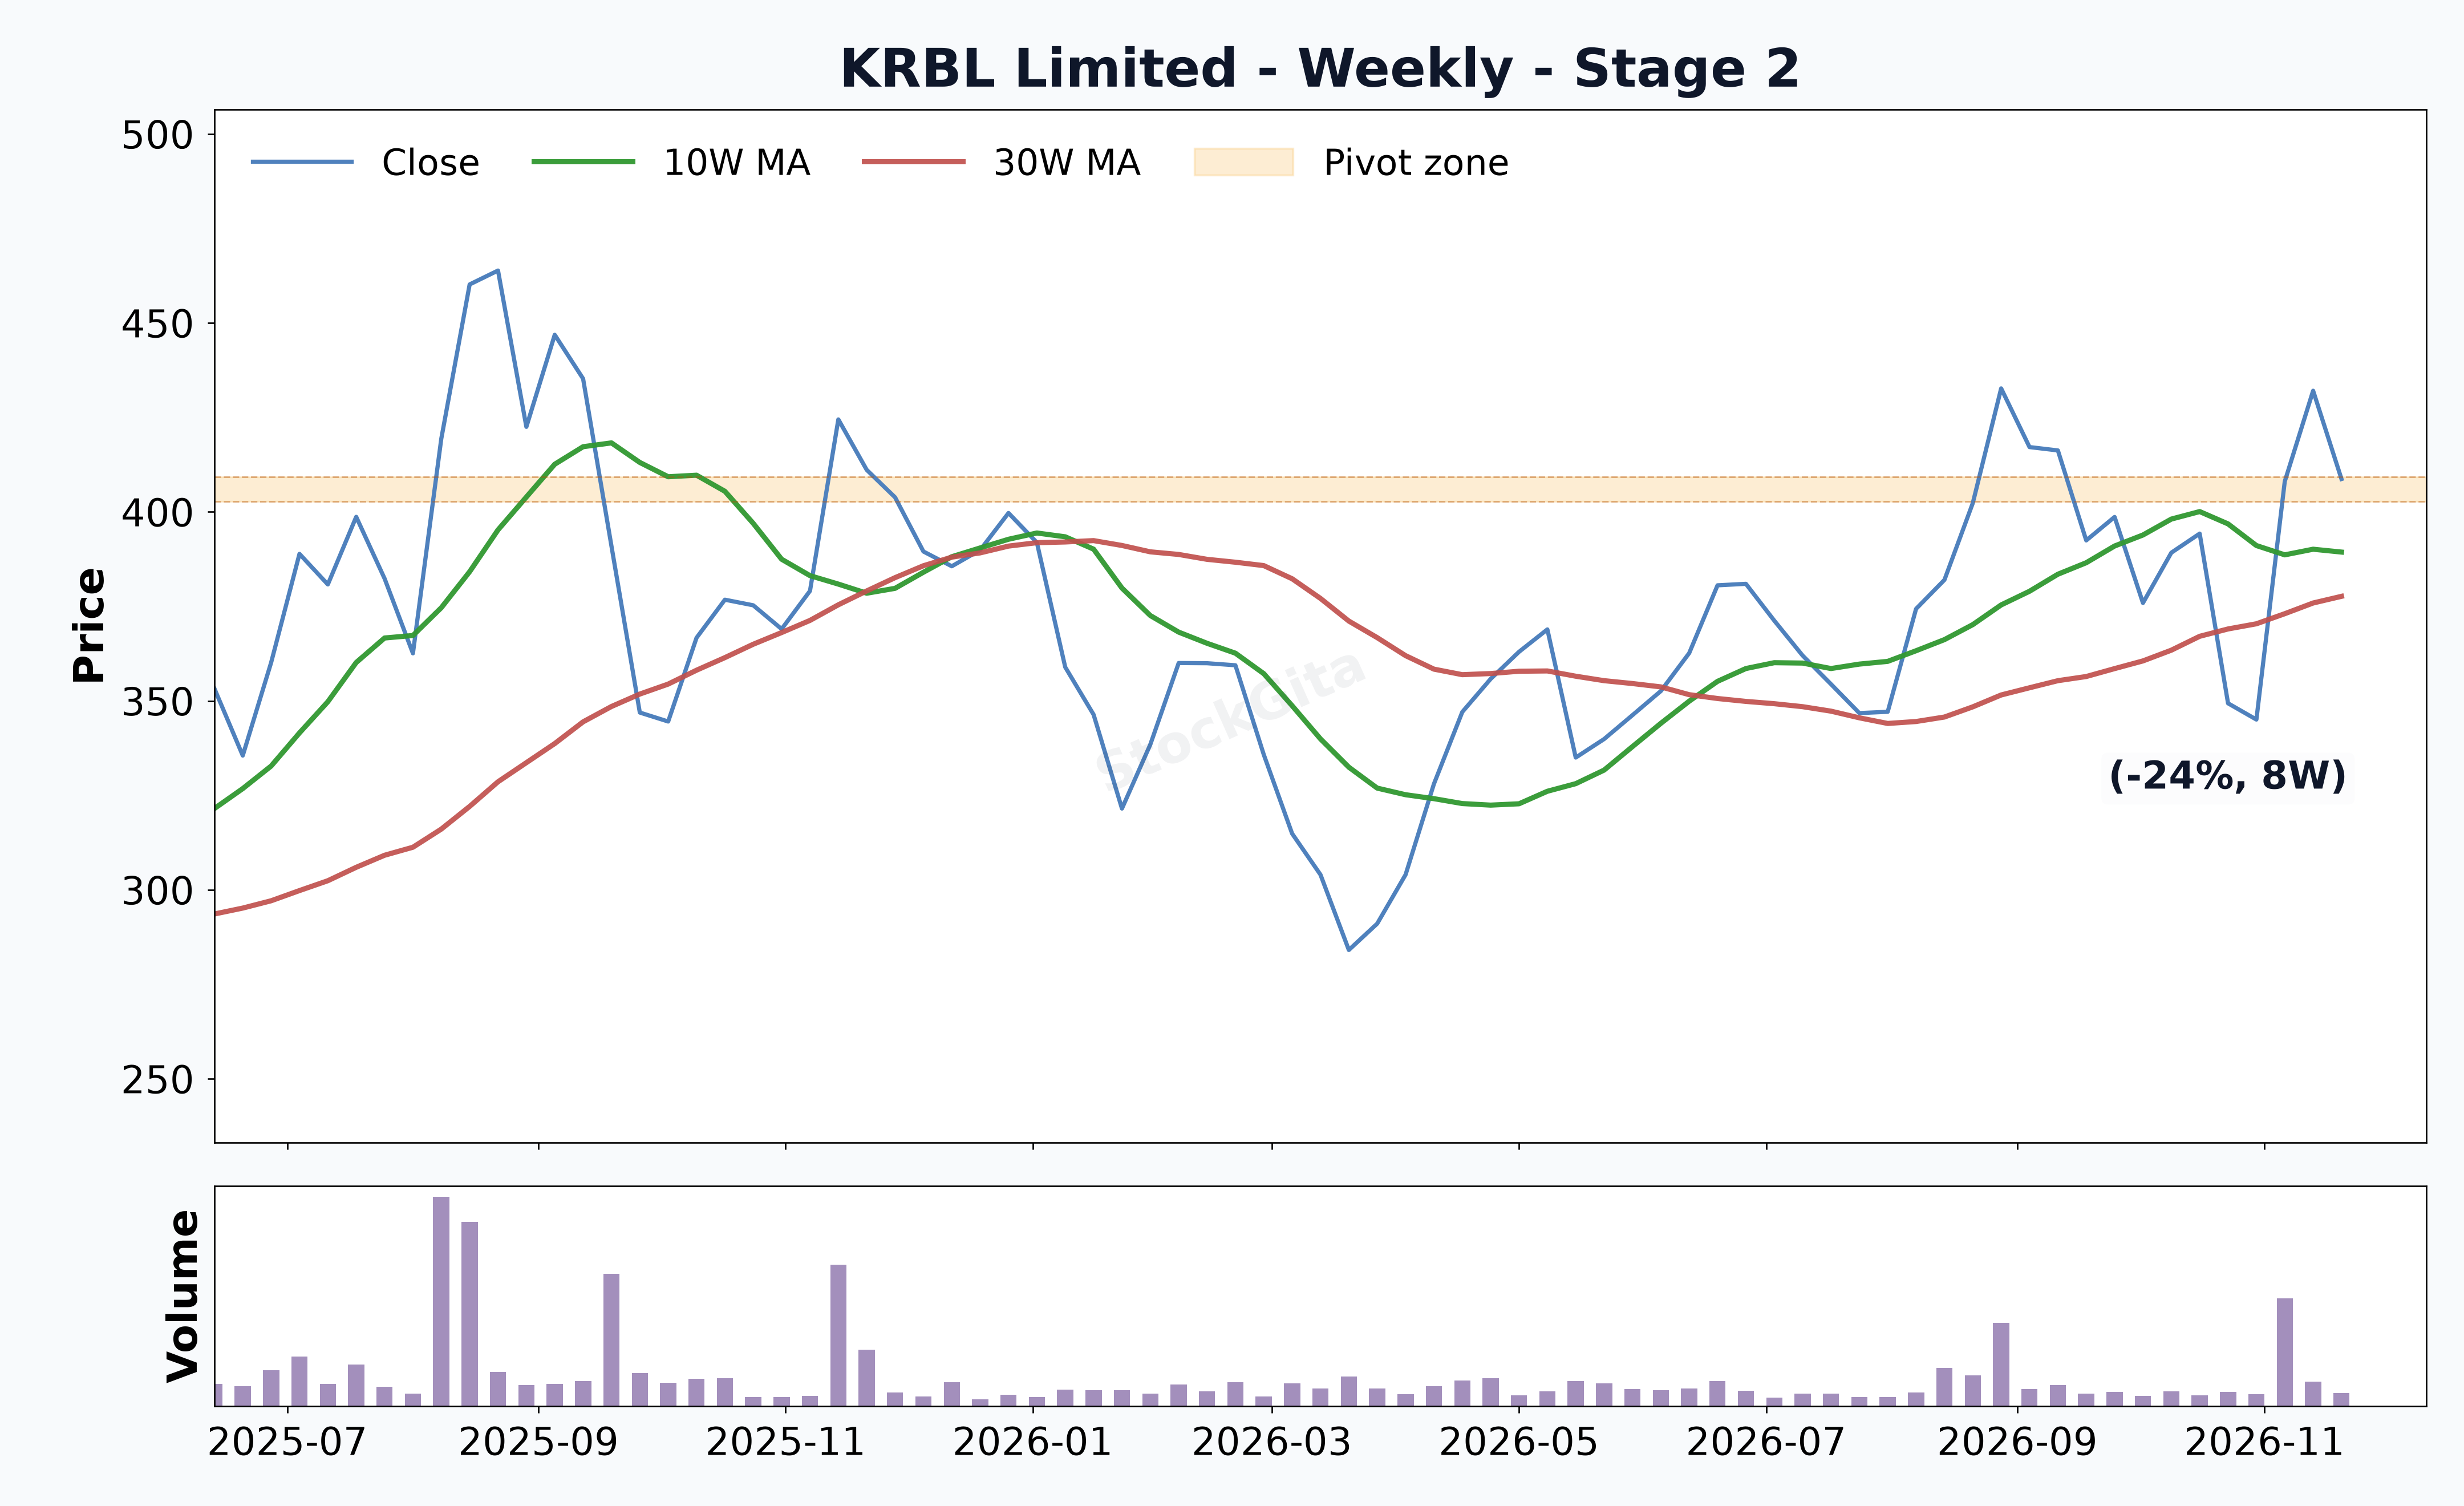 KRBL Limited - Weekly - Stage 2
Close 10W MA 30W MA Pivot zone
Price
500
450
400
350
300
250
StockGita
(-24%, 8W)
Volume
2025-07 2025-09 2025-11 2026-01 2026-03 2026-05 2026-07 2026-09 2026-11